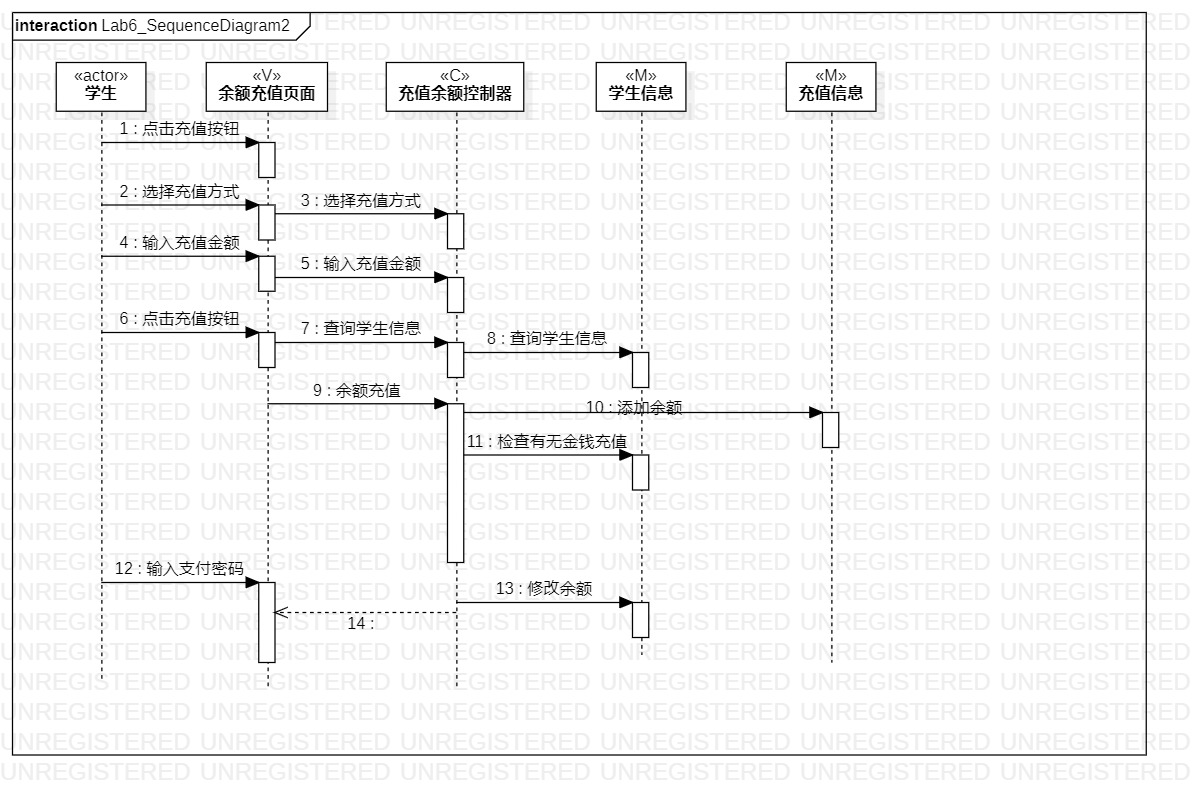 interaction Lab6_SequenceDiagram2
«actor»
学生
«V»
余额充值页面
«C»
充值余额控制器
«M»
学生信息
«M»
充值信息
1 : 点击充值按钮
2 : 选择充值方式
3 : 选择充值方式
4 : 输入充值金额
5 : 输入充值金额
6 : 点击充值按钮
7 : 查询学生信息
8 : 查询学生信息
9 : 余额充值
10 : 添加余额
11 : 检查有无金钱充值
12 : 输入支付密码
13 : 修改余额
14 :
UNREGISTERED